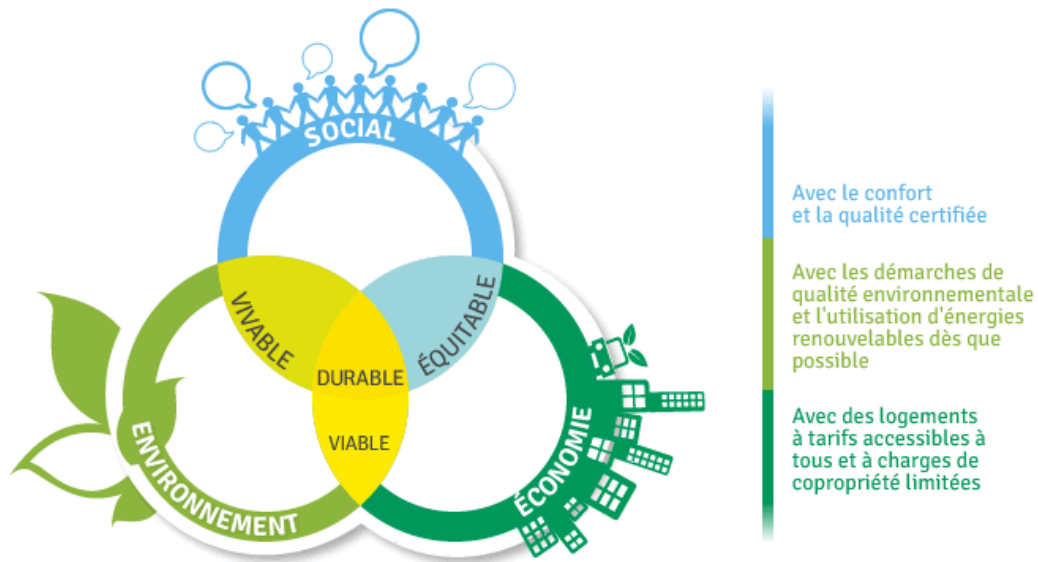 SOCIAL
VIVABLE
ÉQUITABLE
DURABLE
VIABLE
ENVIRONNEMENT
ÉCONOMIE
Avec le confort
et la qualité certifiée
Avec les démarches de
qualité environnementale
et l'utilisation d'énergies
renouvelables dès que
possible
Avec des logements
à tarifs accessibles à
tous et à charges de
copropriété limitées